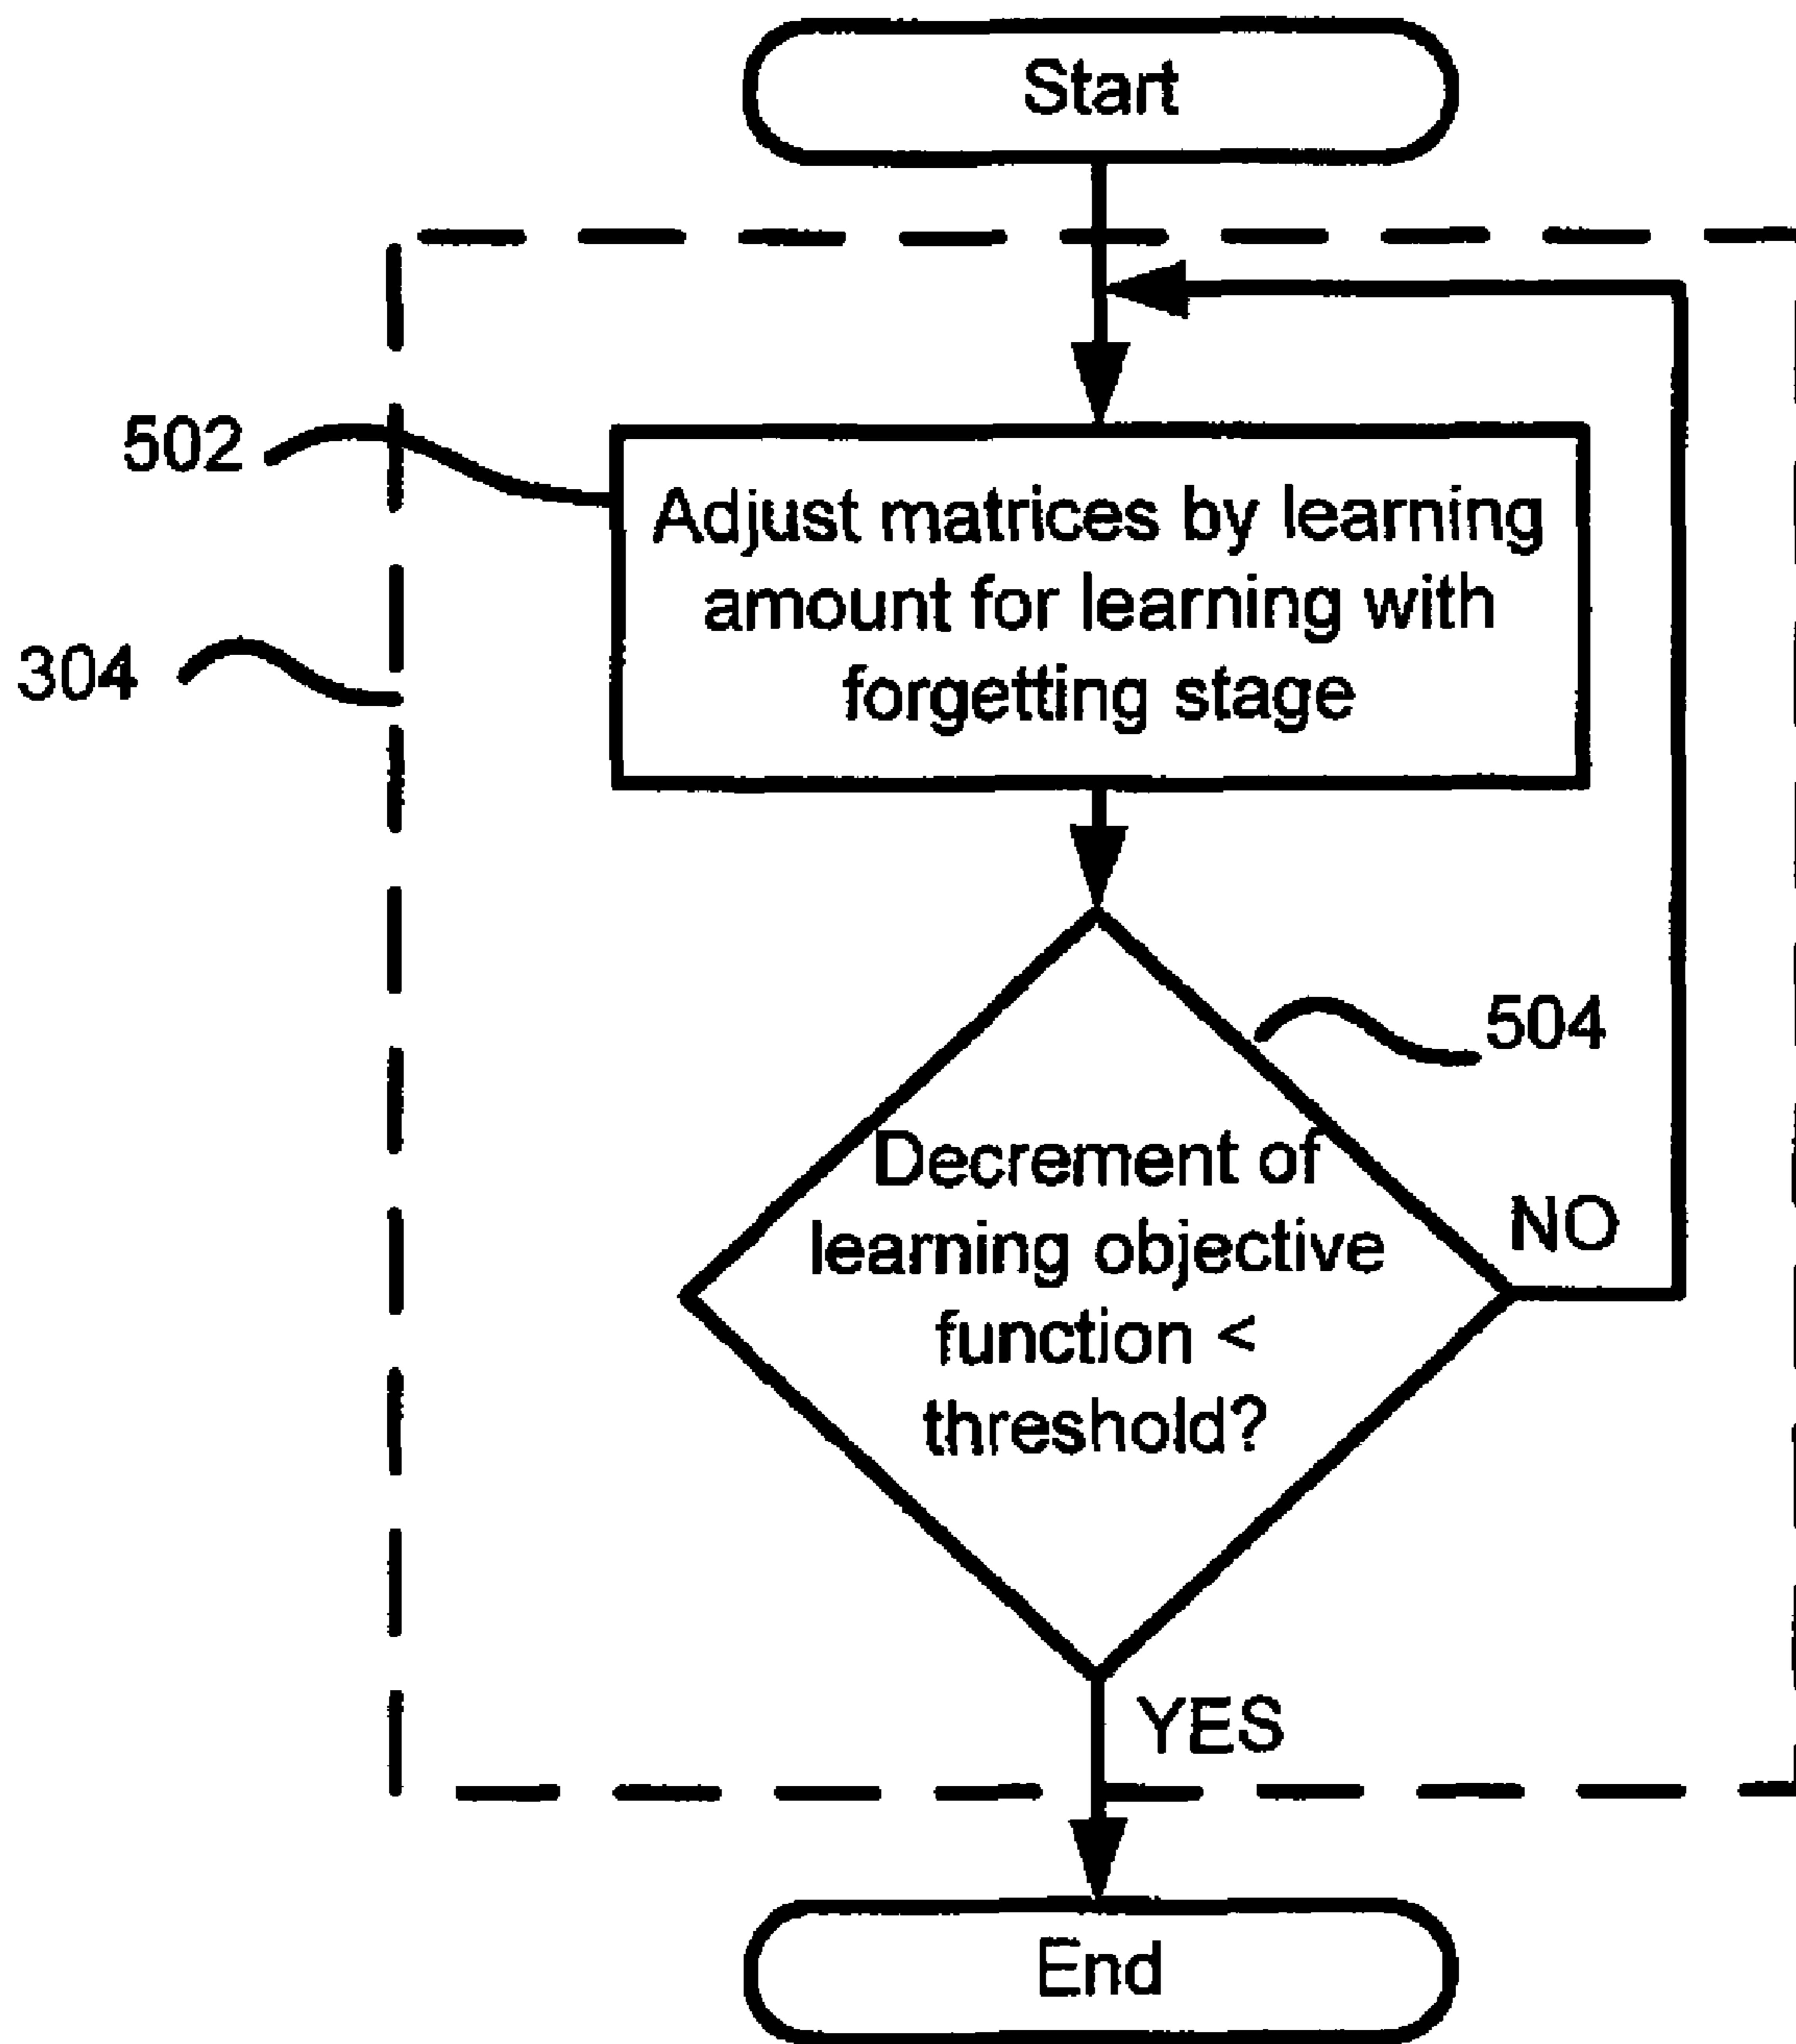 Start
502
Adjust matrices by learning
amount for learning with
forgetting stage
304
504
Decrement of
learning objective
function <
threshold?
NO
YES
End